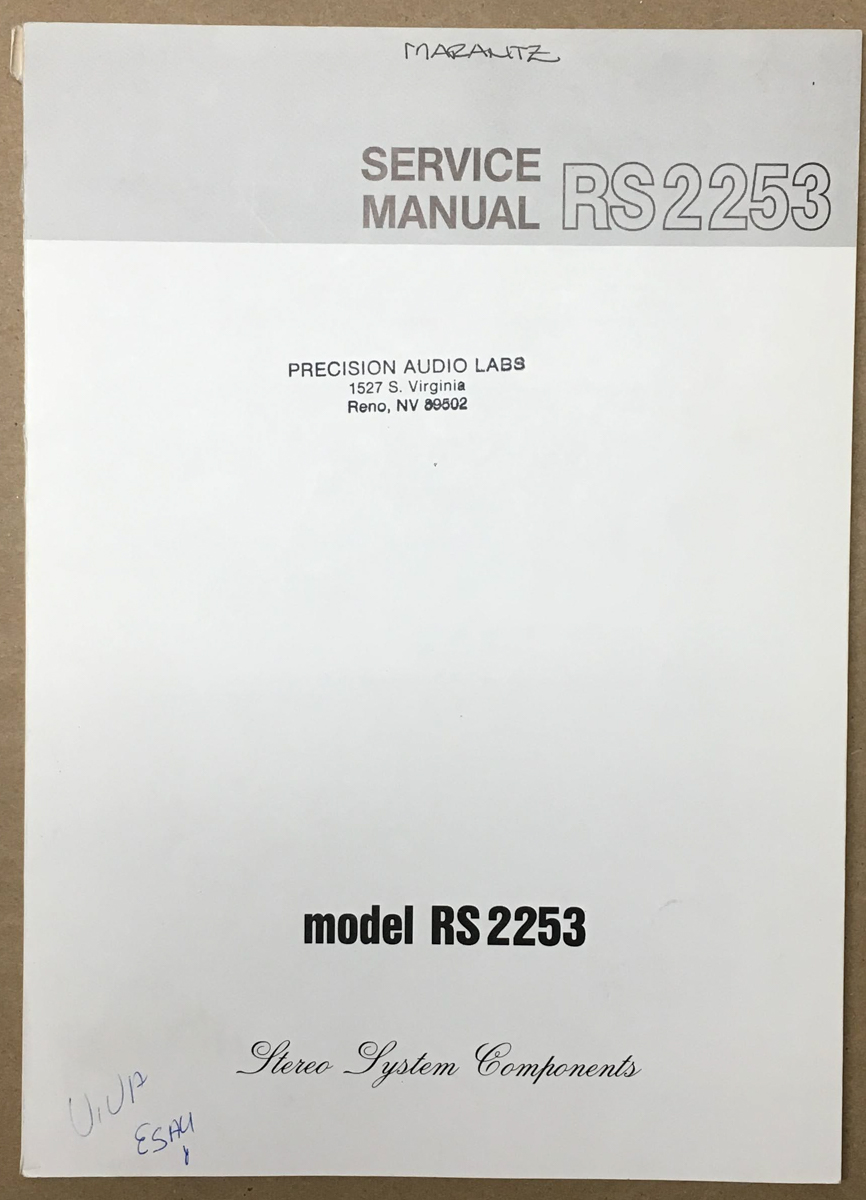 MARANTZ
SERVICE
MANUAL RS2253
PRECISION AUDIO LABS
1527 S. Virginia
Reno, NV 89502
model RS2253
Stereo System Components